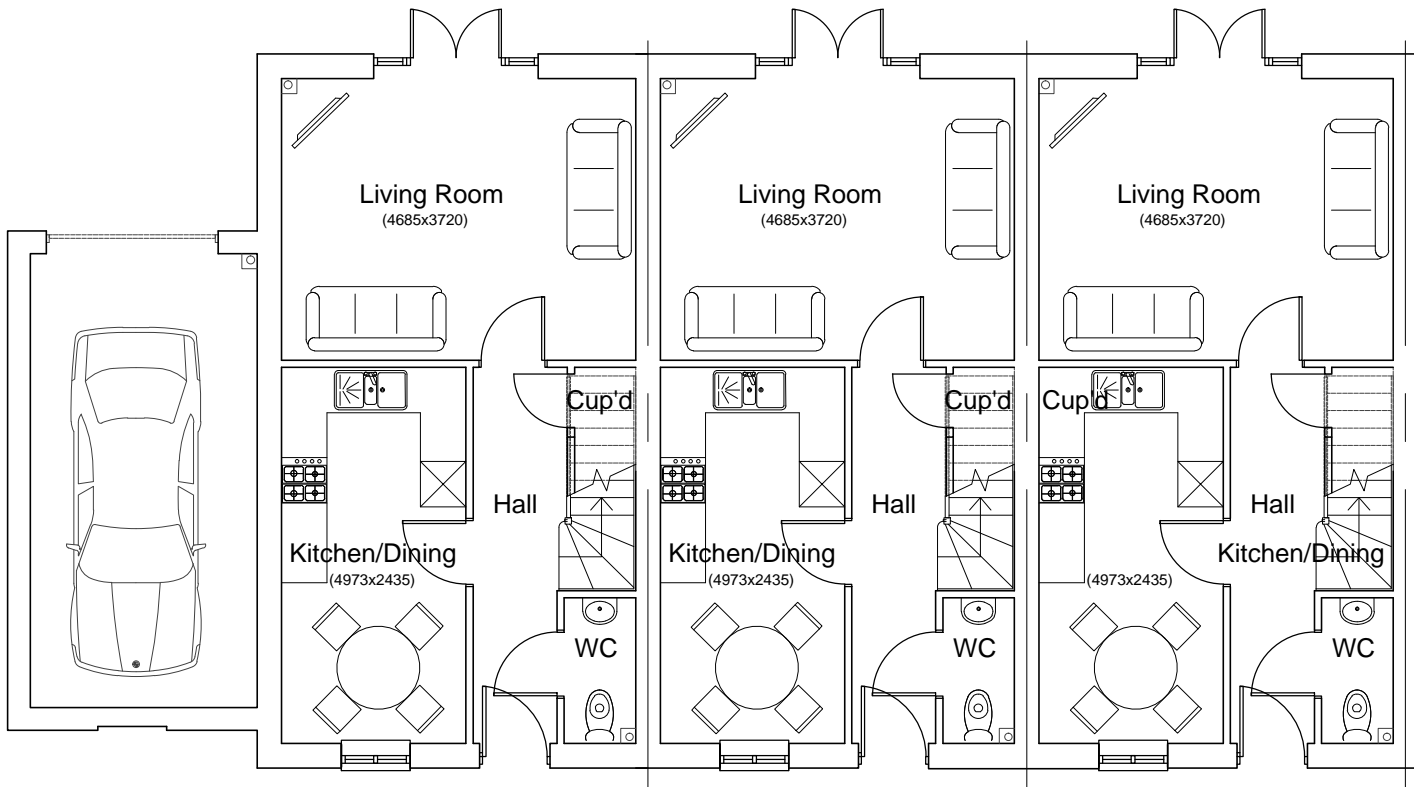 Living Room
(4685x3720)
Living Room
(4685x3720)
Living Room
(4685x3720)
Cup'd
Cup'd
Cup'd
Hall
Hall
Hall
Kitchen/Dining
(4973x2435)
Kitchen/Dining
(4973x2435)
Kitchen/Dining
(4973x2435)
WC
WC
WC